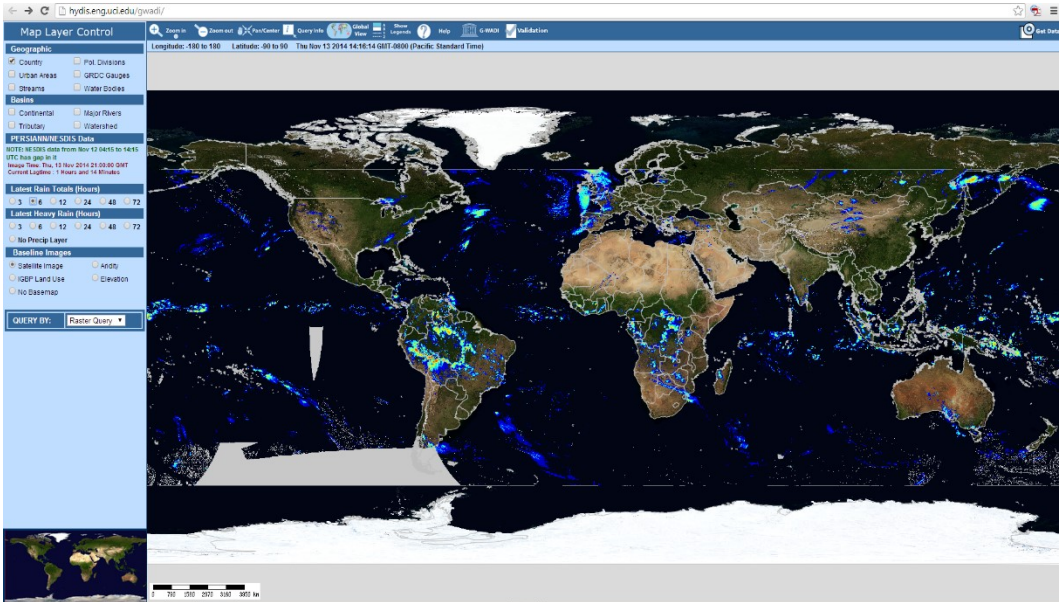 hydis.eng.uci.edu/gwadi/
Map Layer Control
Zoom in Zoom out Pan/Center Query Info Global View Show Legends Help G-WADI Validation Get Data
Longitude: -180 to 180 Latitude: -90 to 90 Thu Nov 13 2014 14:16:14 GMT-0800 (Pacific Standard Time)
Geographic
Country Pol. Divisions
Urban Areas GRDC Gauges
Streams Water Bodies
Basins
Continental Major Rivers
Tributary Watershed
PERSIANN/NESDIS Data
NOTE: NESDIS data from Nov 12 04:15 to 14:15
UTC has gap in it
Image Time: Thu, 13 Nov 2014 21:00:00 GMT
Current Lagtime : 1 Hours and 14 Minutes
Latest Rain Totals (Hours)
3 6 12 24 48 72
Latest Heavy Rain (Hours)
3 6 12 24 48 72
No Precip Layer
Baseline Images
Satellite Image Aridity
IGBP Land Use Elevation
No Basemap
QUERY BY: Raster Query